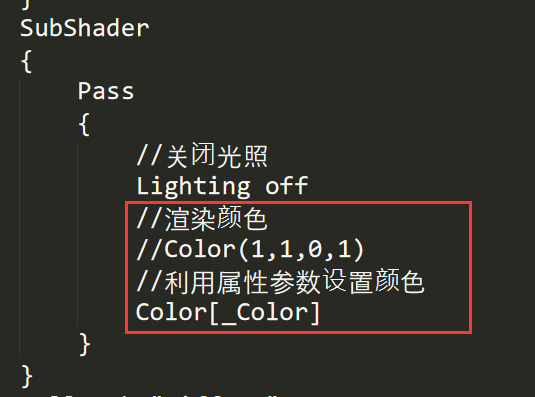 }
SubShader
{
Pass
{
//关闭光照
Lighting off
//渲染颜色
//Color(1,1,0,1)
//利用属性参数设置颜色
Color[_Color]
}
}